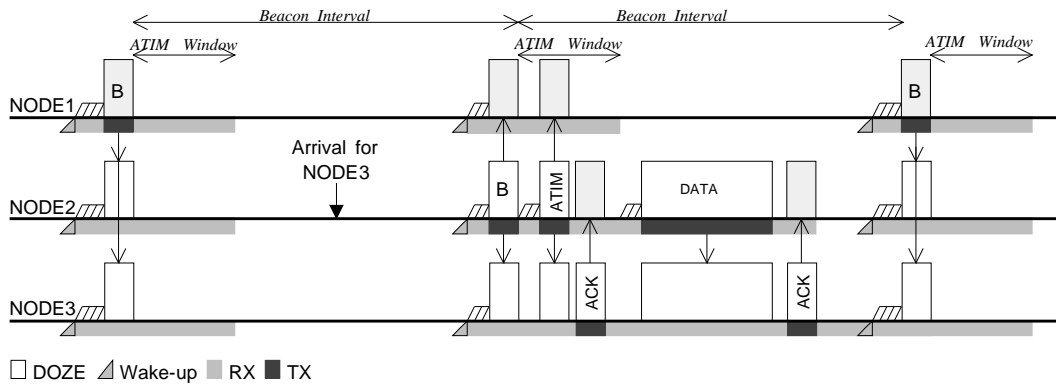 Beacon Interval
Beacon Interval
ATIM Window
ATIM Window
ATIM Window
NODE1
B
B
Arrival for
NODE3
NODE2
B
ATIM
DATA
NODE3
ACK
ACK
DOZE
Wake-up
RX
TX